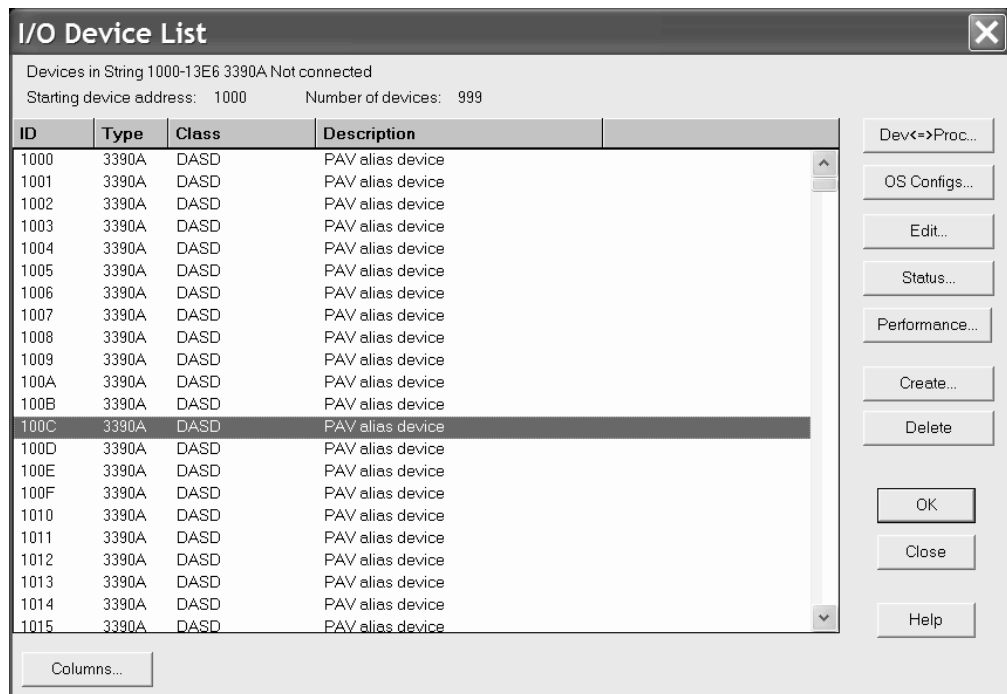 I/O Device List
Devices in String 1000-13E6 3390A Not connected
Starting device address: 1000 Number of devices: 999
ID Type Class Description
1000 3390A DASD PAV alias device
1001 3390A DASD PAV alias device
1002 3390A DASD PAV alias device
1003 3390A DASD PAV alias device
1004 3390A DASD PAV alias device
1005 3390A DASD PAV alias device
1006 3390A DASD PAV alias device
1007 3390A DASD PAV alias device
1008 3390A DASD PAV alias device
1009 3390A DASD PAV alias device
100A 3390A DASD PAV alias device
100B 3390A DASD PAV alias device
100C 3390A DASD PAV alias device
100D 3390A DASD PAV alias device
100E 3390A DASD PAV alias device
100F 3390A DASD PAV alias device
1010 3390A DASD PAV alias device
1011 3390A DASD PAV alias device
1012 3390A DASD PAV alias device
1013 3390A DASD PAV alias device
1014 3390A DASD PAV alias device
1015 3390A DASD PAV alias device
Dev<=>Proc...
OS Configs...
Edit...
Status...
Performance...
Create...
Delete
OK
Close
Help
Columns...